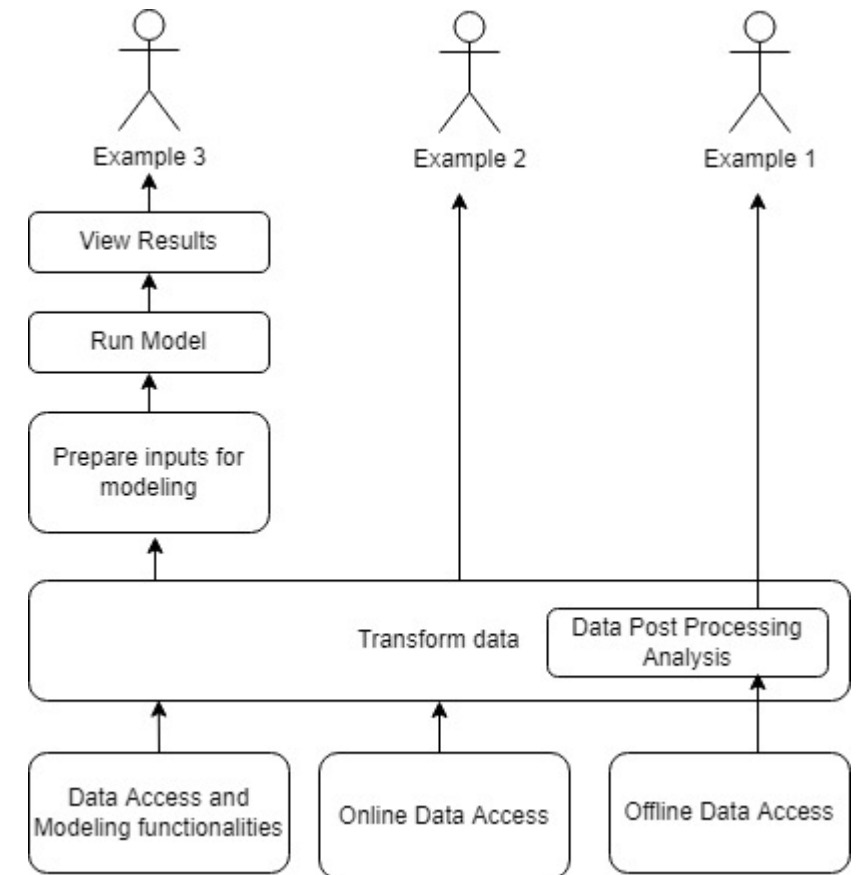 Example 3
Example 2
Example 1
View Results
Run Model
Prepare inputs for
modeling
Transform data
Data Post Processing
Analysis
Data Access and
Modeling functionalities
Online Data Access
Offline Data Access